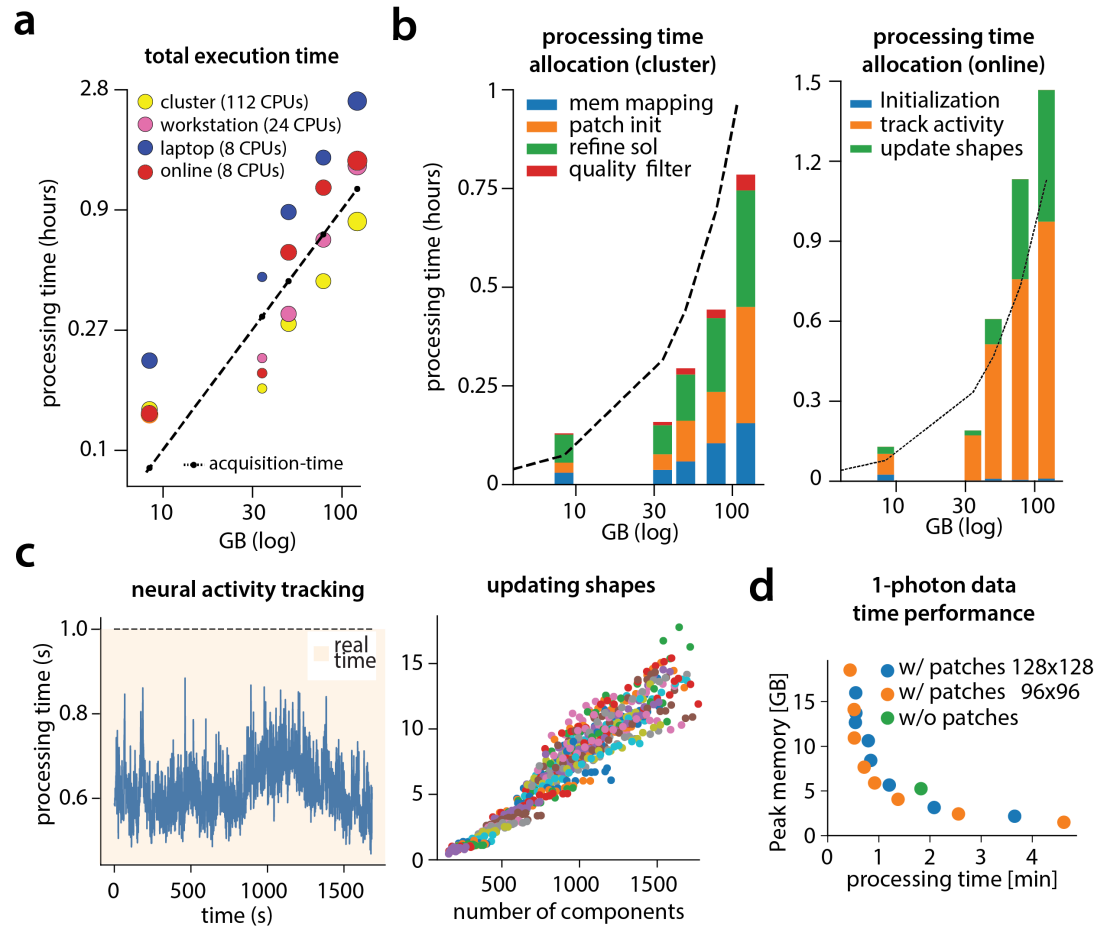 a
total execution time
2.8
0.9
0.27
0.1
processing time (hours)
cluster (112 CPUs)
workstation (24 CPUs)
laptop (8 CPUs)
online (8 CPUs)
acquisition-time
10
30
100
GB (log)
b
processing time
allocation (cluster)
1
0.75
0.5
0.25
0
processing time (hours)
mem mapping
patch init
refine sol
quality filter
10
30
100
GB (log)
processing time
allocation (online)
1.5
1.2
0.9
0.6
0.3
0
Initialization
track activity
update shapes
10
30
100
GB (log)
c
neural activity tracking
1.0
0.8
0.6
processing time (s)
real
time
0
500
1000
1500
time (s)
updating shapes
15
10
5
0
500
1000
1500
number of components
d
1-photon data
time performance
15
10
5
0
Peak memory [GB]
w/ patches 128x128
w/ patches 96x96
w/o patches
0
1
2
3
4
processing time [min]